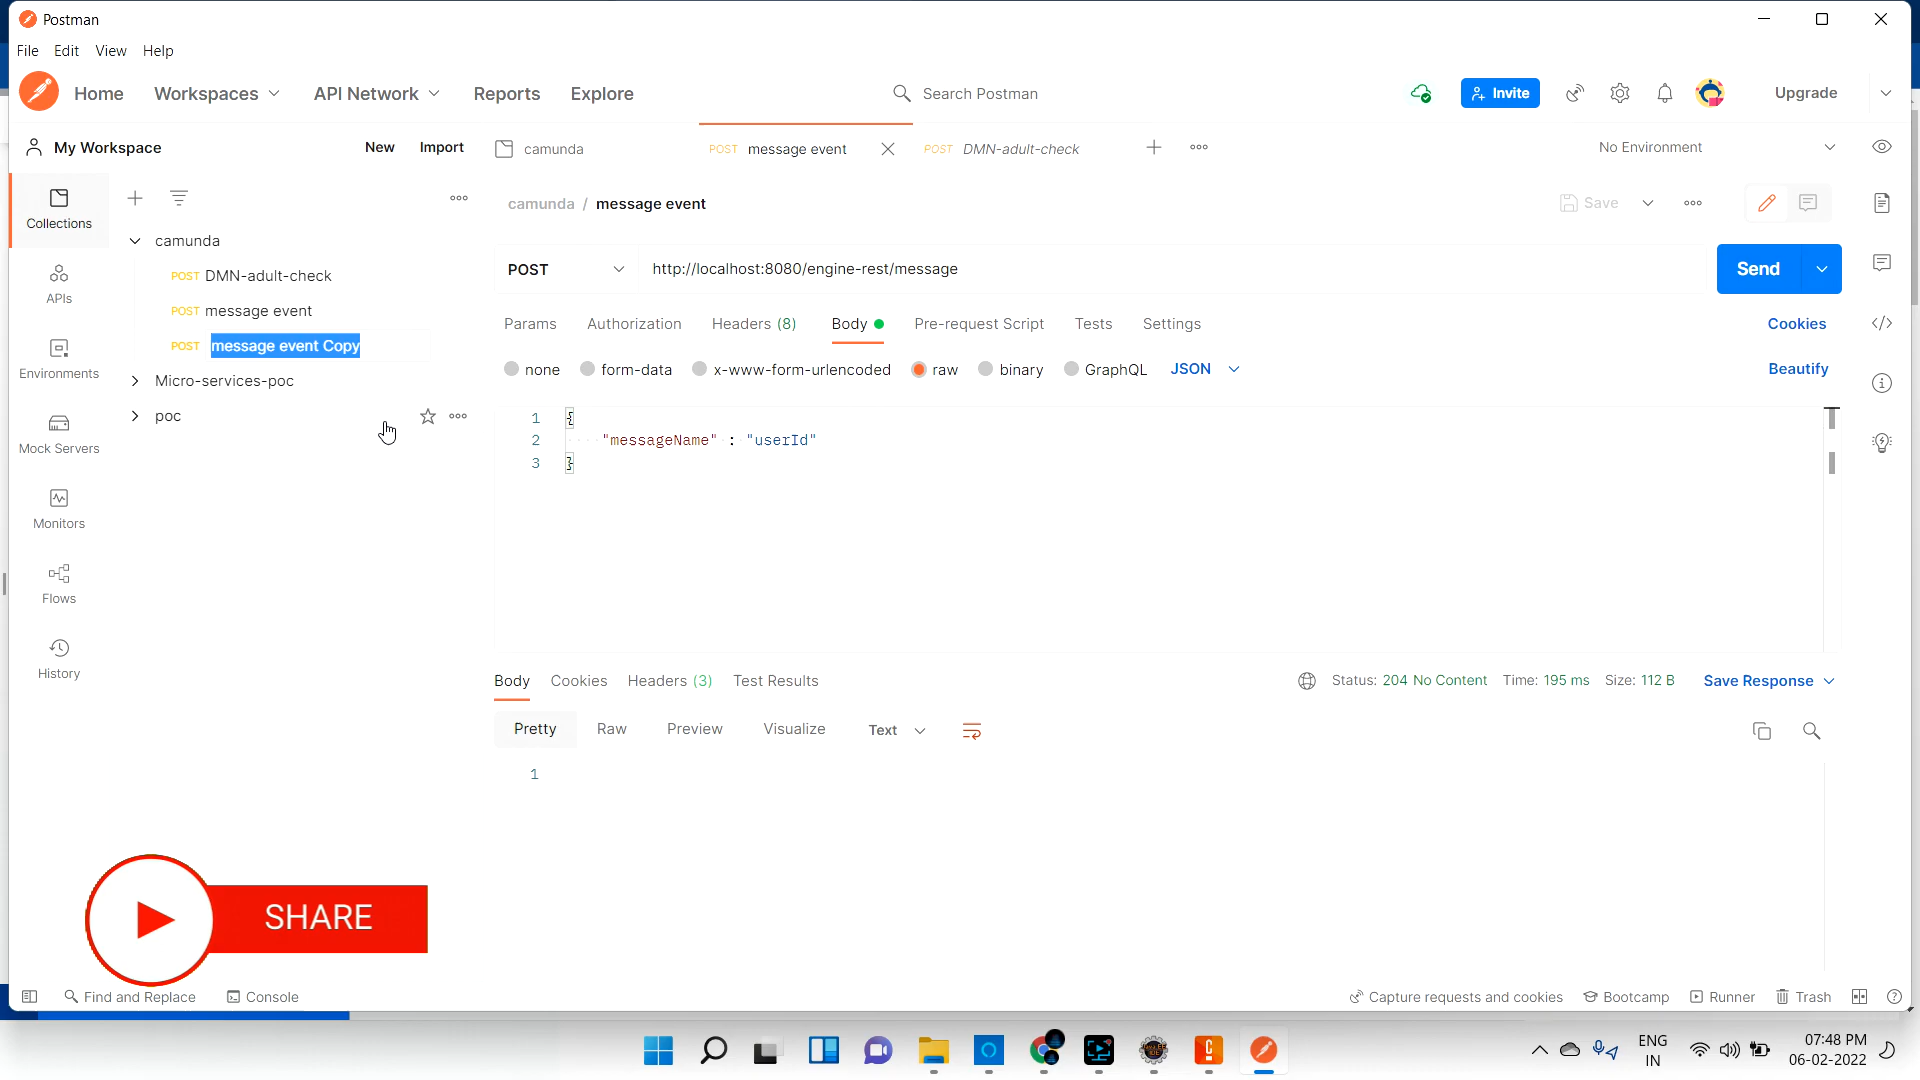 Postman
File Edit View Help
Home Workspaces API Network Reports Explore Search Postman Invite Upgrade
My Workspace New Import camunda POST message event POST DMN-adult-check No Environment
Collections
camunda / message event Save
camunda
POST DMN-adult-check
POST message event
POST message event Copy
Micro-services-poc
poc
APIs
Environments
Mock Servers
Monitors
Flows
History
POST http://localhost:8080/engine-rest/message Send
Params Authorization Headers (8) Body Pre-request Script Tests Settings Cookies
none form-data x-www-form-urlencoded raw binary GraphQL JSON Beautify
1 {
2 "messageName" : "userId"
3 }
Body Cookies Headers (3) Test Results Status: 204 No Content Time: 195 ms Size: 112 B Save Response
Pretty Raw Preview Visualize Text
1
SHARE
Find and Replace Console Capture requests and cookies Bootcamp Runner Trash
ENG 07:48 PM
IN 06-02-2022